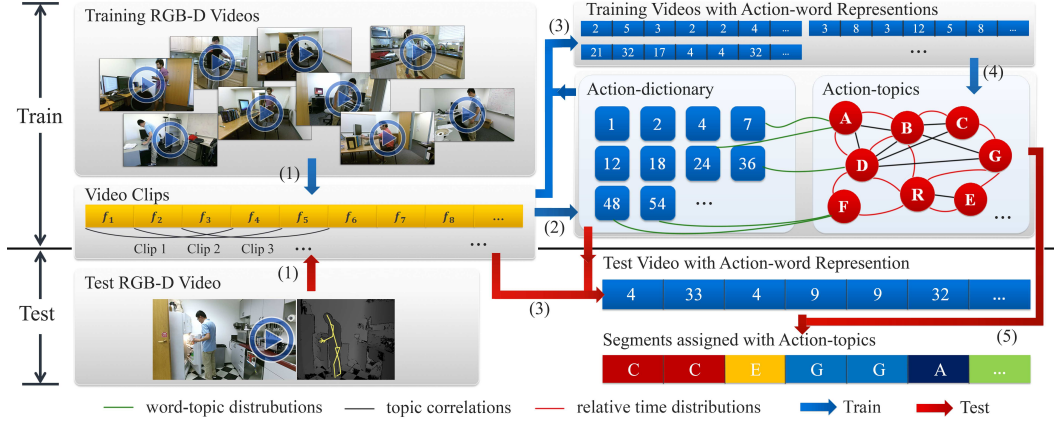 Training RGB-D Videos
Training Videos with Action-word Represention​s
(3)
2 5 3 2 2 4 ...
3 8 3 12 5 8 ...
21 32 17 4 4 32 ...
...
(4)
Train
Action-dictionary
Action-topics
1 2 4 7
12 18 24 36
48 54 ...
A B C
D G
F R E
...
(1)
Video Clips
f1 f2 f3 f4 f5 f6 f7 f8 ...
(2)
Clip 1 Clip 2 Clip 3 ...
...
(1)
Test
Test RGB-D Video
(3)
Test Video with Action-word Represention
4 33 4 9 9 32 ...
(5)
Segments assigned with Action-topics
C C E G G A ...
word-topic distrubutions
topic correlations
relative time distributions
Train
Test